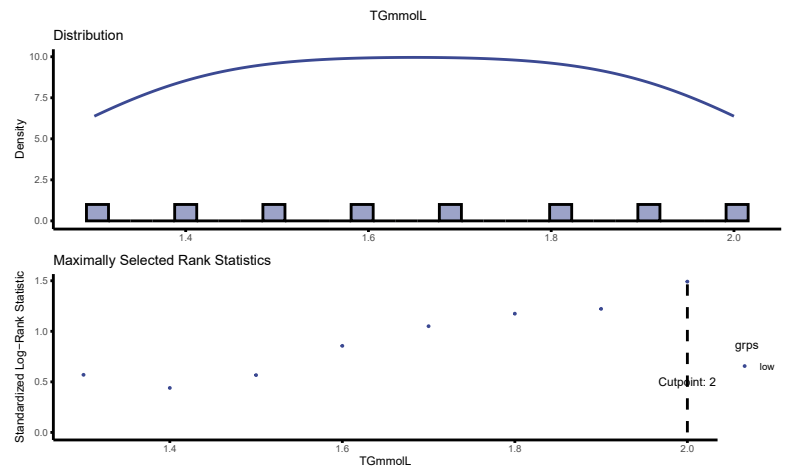 TGmmolL
Distribution
10.0
7.5
5.0
2.5
0.0
Density
1.4 1.6 1.8 2.0
Maximally Selected Rank Statistics
1.5
1.0
0.5
0.0
Standardized Log−Rank Statistic
Cutpoint: 2
grps
low
1.4 1.6 1.8 2.0
TGmmolL